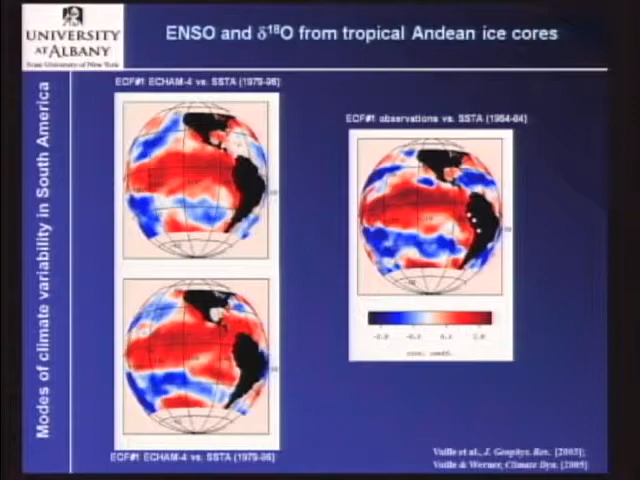 UNIVERSITY
AT ALBANY
State University of New York
ENSO and δ¹⁸O from tropical Andean ice cores
Modes of climate variability in South America
EOF#1 ECHAM-4 vs. SSTA (1979-96)
EOF#1 observations vs. SSTA (1984-84)
EOF#1 ECHAM-4 vs. SSTA (1979-96)
Vuille et al., J. Geophys. Res. [2003];
Vuille & Werner, Climate Dyn. [2005]